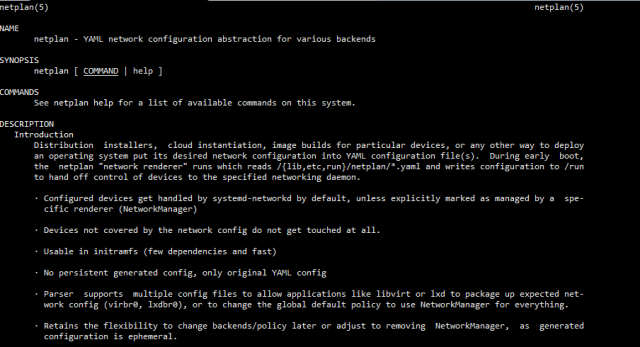 netplan(5) netplan(5)
NAME
netplan - YAML network configuration abstraction for various backends
SYNOPSIS
netplan [ COMMAND | help ]
COMMANDS
See netplan help for a list of available commands on this system.
DESCRIPTION
Introduction
Distribution installers, cloud instantiation, image builds for particular devices, or any other way to deploy
an operating system put its desired network configuration into YAML configuration file(s). During early boot,
the netplan "network renderer" runs which reads /{lib,etc,run}/netplan/*.yaml and writes configuration to /run
to hand off control of devices to the specified networking daemon.
· Configured devices get handled by systemd-networkd by default, unless explicitly marked as managed by a spe-
cific renderer (NetworkManager)
· Devices not covered by the network config do not get touched at all.
· Usable in initramfs (few dependencies and fast)
· No persistent generated config, only original YAML config
· Parser supports multiple config files to allow applications like libvirt or lxd to package up expected net-
work config (virbr0, lxdbr0), or to change the global default policy to use NetworkManager for everything.
· Retains the flexibility to change backends/policy later or adjust to removing NetworkManager, as generated
configuration is ephemeral.